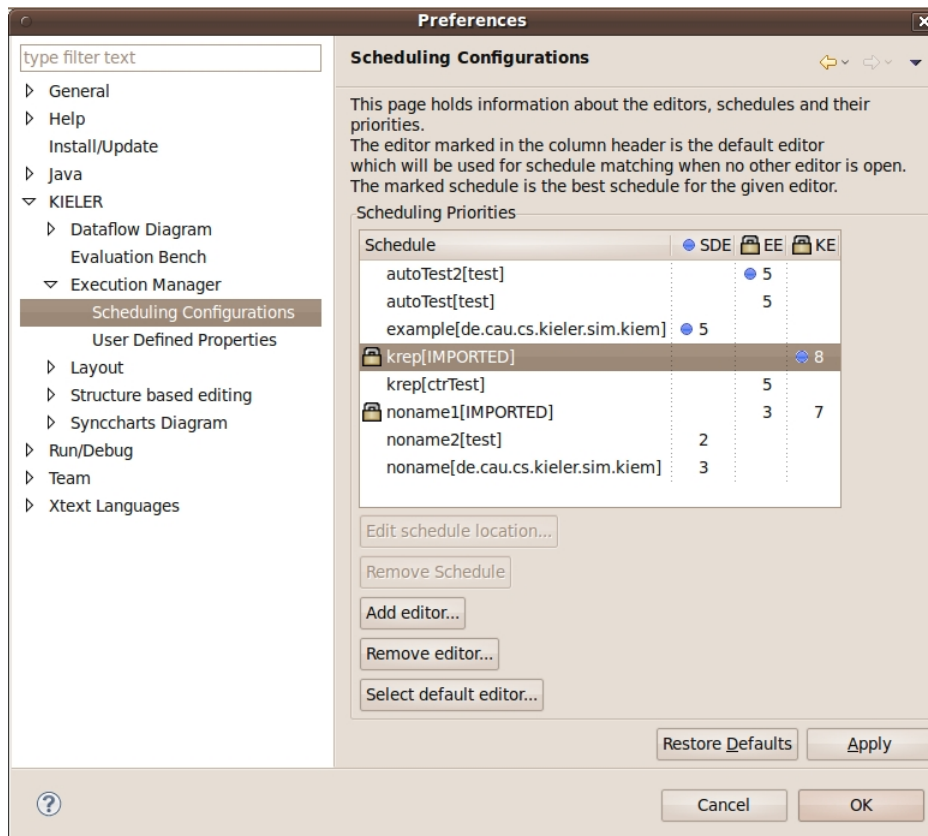 Preferences
type filter text
General
Help
Install/Update
Java
KIELER
Dataflow Diagram
Evaluation Bench
Execution Manager
Scheduling Configurations
User Defined Properties
Layout
Structure based editing
Synccharts Diagram
Run/Debug
Team
Xtext Languages
Scheduling Configurations
This page holds information about the editors, schedules and their
priorities.
The editor marked in the column header is the default editor
which will be used for schedule matching when no other editor is open.
The marked schedule is the best schedule for the given editor.
Scheduling Priorities
Schedule SDE EE KE
autoTest2[test] 5
autoTest[test] 5
example[de.cau.cs.kieler.sim.kiem] 5
krep[IMPORTED] 8
krep[ctrTest] 5
noname1[IMPORTED] 3 7
noname2[test] 2
noname[de.cau.cs.kieler.sim.kiem] 3
Edit schedule location...
Remove Schedule
Add editor...
Remove editor...
Select default editor...
Restore Defaults Apply
? Cancel OK